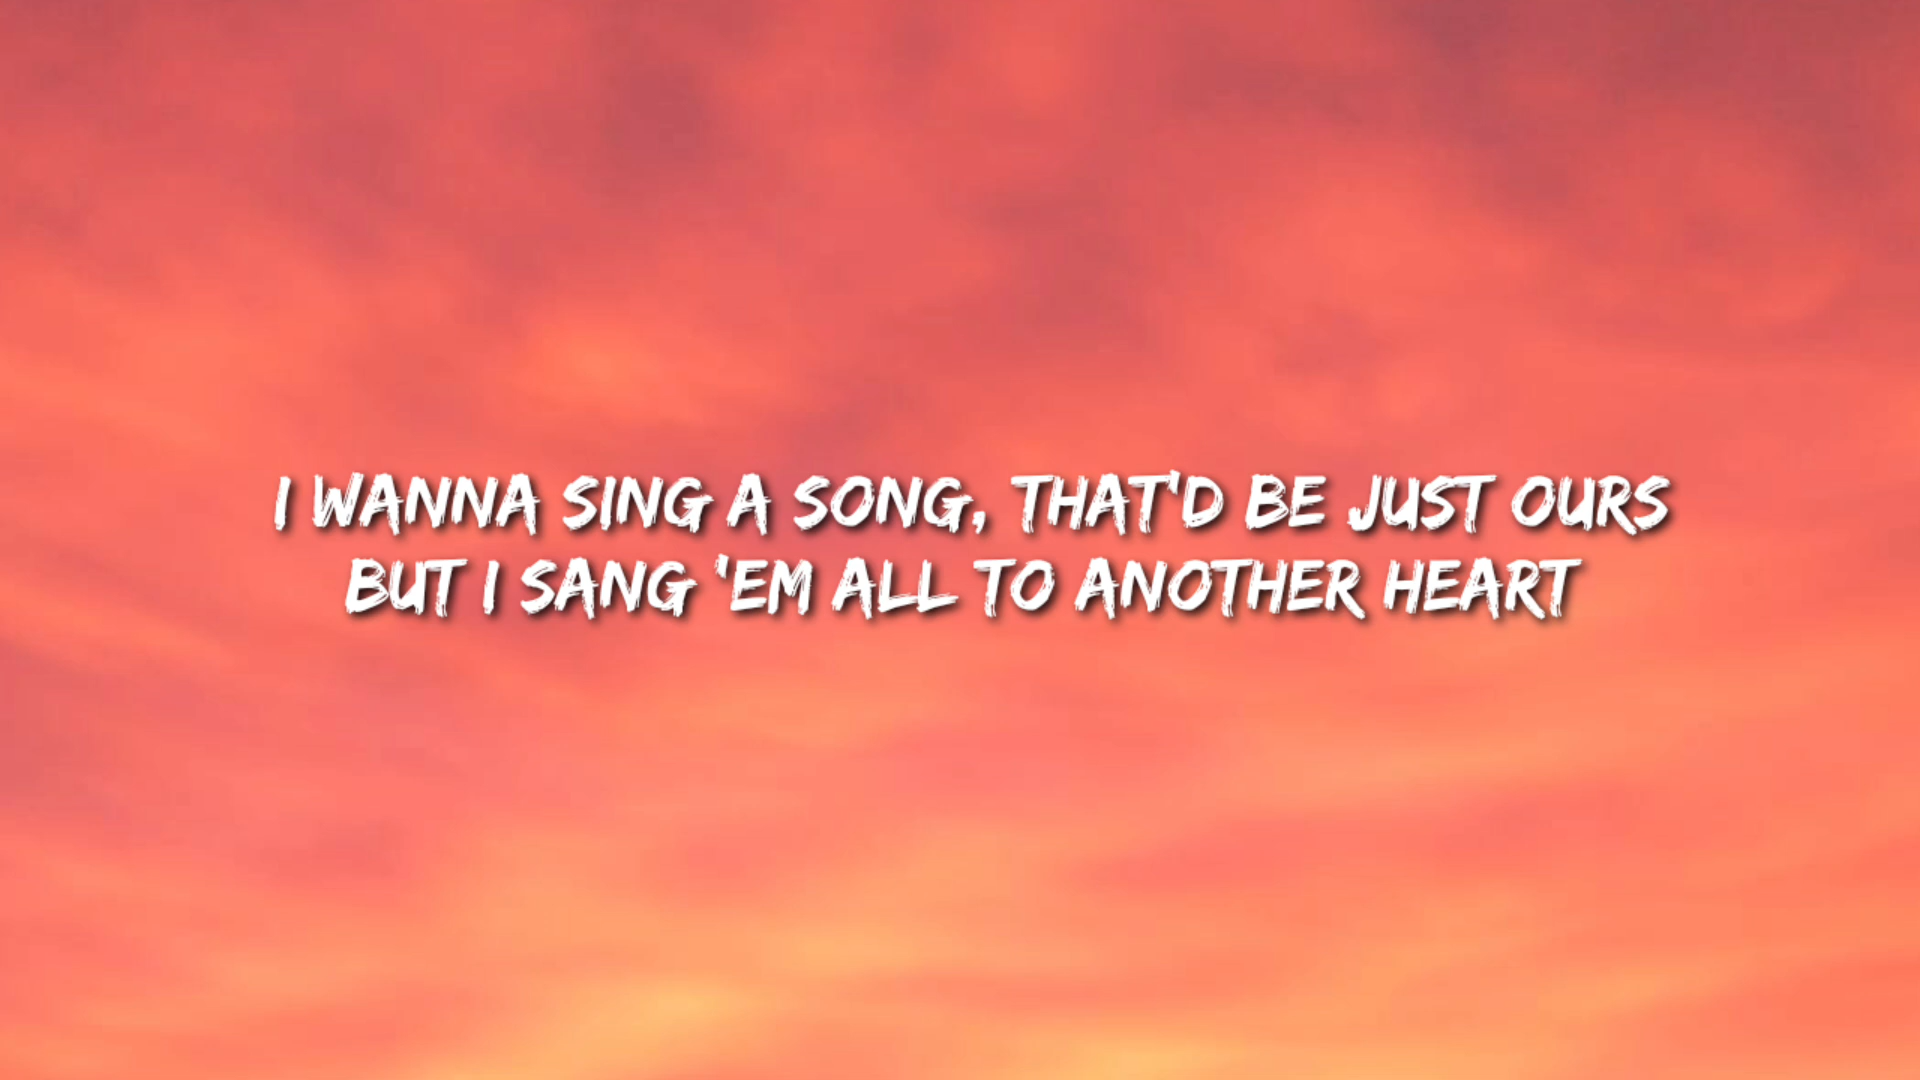 I WANNA SING A SONG, THAT'D BE JUST OURS
BUT I SANG 'EM ALL TO ANOTHER HEART